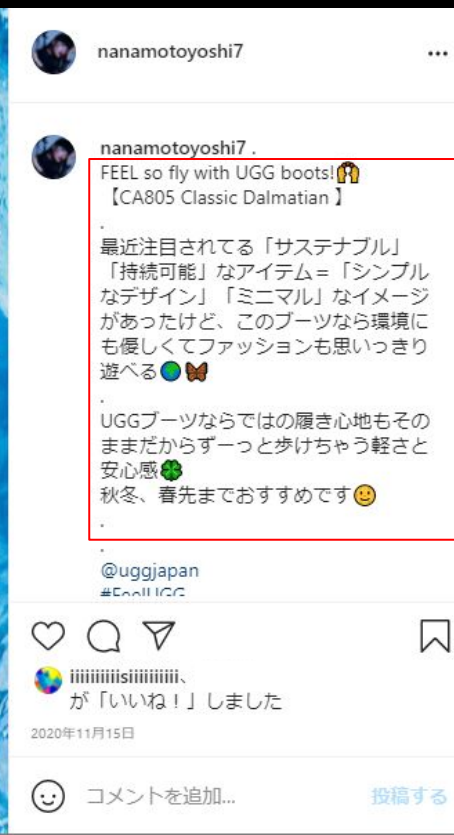 nanamotoyoshi7
nanamotoyoshi7 .
FEEL so fly with UGG boots!🙌
【CA805 Classic Dalmatian 】
.
最近注目されてる「サステナブル」
「持続可能」なアイテム＝「シンプル
なデザイン」「ミニマル」なイメージ
があったけど、このブーツなら環境に
も優しくてファッションも思いっきり
遊べる🌍🦋
.
UGGブーツならではの履き心地もその
ままだからずーっと歩けちゃう軽さと
安心感🍀
秋冬、春先までおすすめです🙂
.
.
@uggjapan
#FeelUGG
iiiiiiiiiisiiiiiiiiii、
が「いいね！」しました
2020年11月15日
コメントを追加...
投稿する